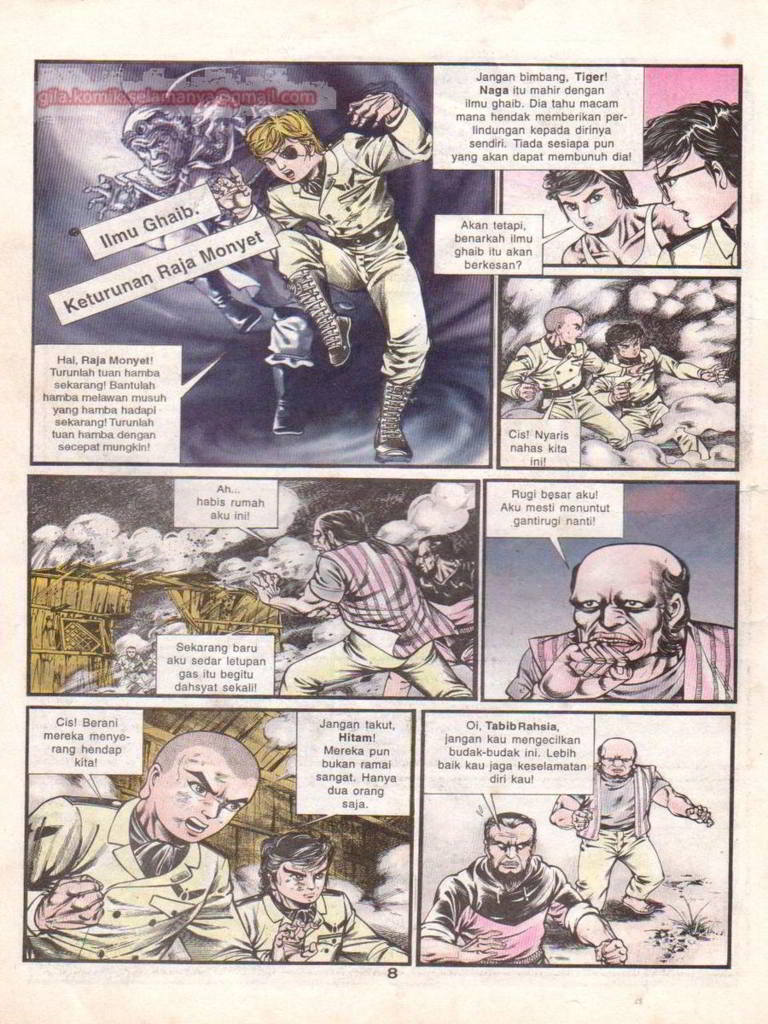 gila.komik.selamanya@gmail.com
Ilmu Ghaib.
Keturunan Raja Monyet
Hai, Raja Monyet!
Turunlah tuan hamba
sekarang! Bantulah
hamba melawan musuh
yang hamba hadapi
sekarang! Turunlah
tuan hamba dengan
secepat mungkin!
Jangan bimbang, Tiger!
Naga itu mahir dengan
ilmu ghaib. Dia tahu macam
mana hendak memberikan per-
lindungan kepada dirinya
sendiri. Tiada sesiapa pun
yang akan dapat membunuh dia!
Akan tetapi,
benarkah ilmu
ghaib itu akan
berkesan?
Cis! Nyaris
nahas kita
ini!
Ah...
habis rumah
aku ini!
Sekarang baru
aku sedar letupan
gas itu begitu
dahsyat sekali!
Rugi besar aku!
Aku mesti menuntut
gantirugi nanti!
Cis! Berani
mereka menye-
rang hendap
kita!
Jangan takut,
Hitam!
Mereka pun
bukan ramai
sangat. Hanya
dua orang
saja.
Oi, Tabib Rahsia,
jangan kau mengecilkan
budak-budak ini. Lebih
baik kau jaga keselamatan
diri kau!
8